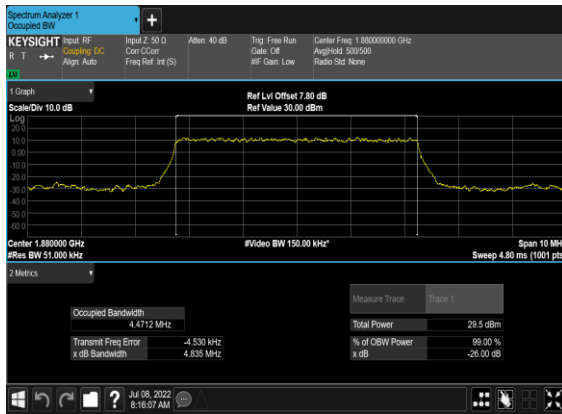 Spectrum Analyzer 1
Occupied BW
KEYSIGHT
R T
LXI
Input: RF
Coupling: DC
Align: Auto
Input Z: 50 Ω
Corr CCorr
Freq Ref: Int (S)
Atten: 40 dB
Trig: Free Run
Gate: Off
#IF Gain: Low
Center Freq: 1.880000000 GHz
Avg|Hold: 500/500
Radio Std: None
1 Graph
Scale/Div 10.0 dB
Ref Lvl Offset 7.80 dB
Ref Value 30.00 dBm
Log
20.0
10.0
0.00
-10.0
-20.0
-30.0
-40.0
-50.0
-60.0
Center 1.880000 GHz
#Res BW 51.000 kHz
#Video BW 150.00 kHz*
Span 10 MH
Sweep 4.80 ms (1001 pts
2 Metrics
Occupied Bandwidth
4.4712 MHz
Transmit Freq Error -4.530 kHz
x dB Bandwidth 4.835 MHz
Measure Trace Trace 1
Total Power 29.5 dBm
% of OBW Power 99.00 %
x dB -26.00 dB
Jul 08, 2022
8:16:07 AM